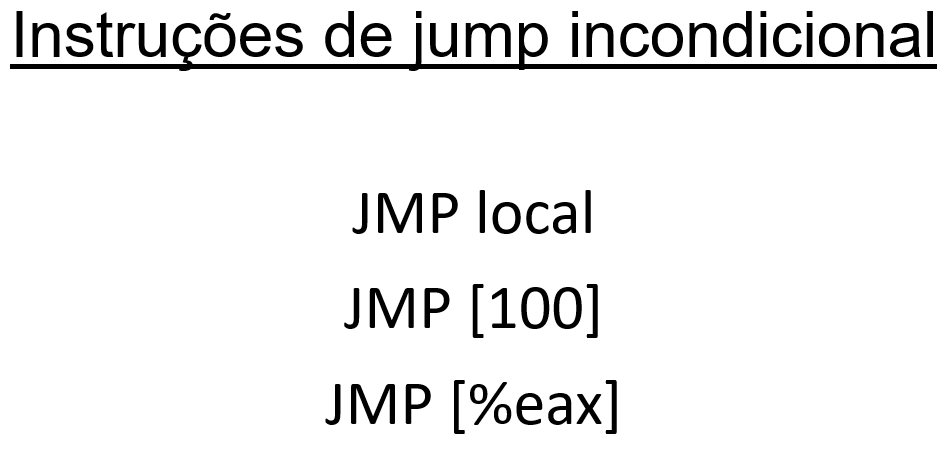 Instruções de jump incondicional
JMP local
JMP [100]
JMP [%eax]